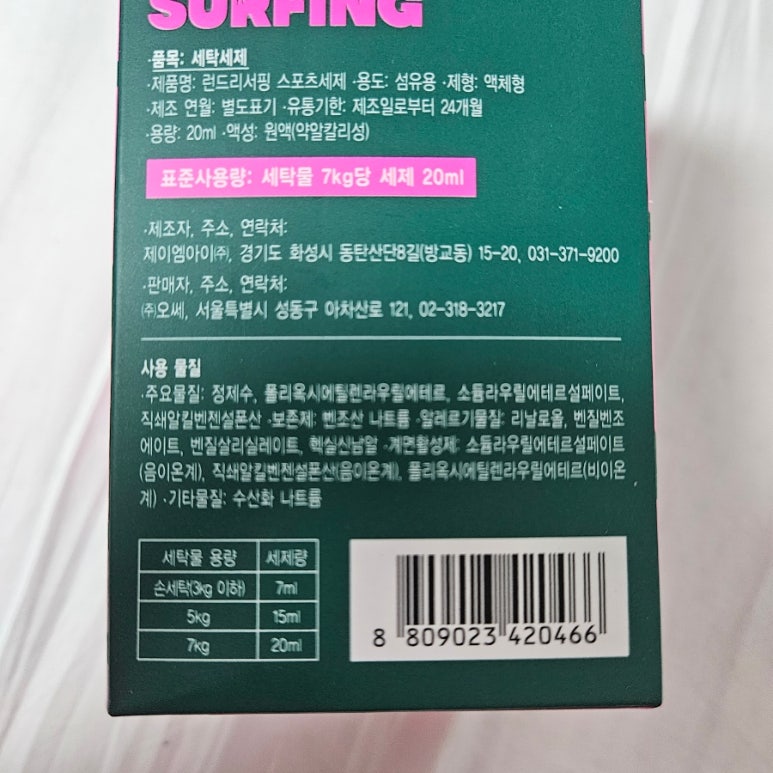 SURFING
·품목: 세탁세제
·제품명: 런드리서핑 스포츠세제 ·용도: 섬유용 ·제형: 액체형
·제조 연월: 별도표기 ·유통기한: 제조일로부터 24개월
·용량: 20ml ·액성: 원액(약알칼리성)
표준사용량: 세탁물 7kg당 세제 20ml
·제조자, 주소, 연락처:
제이엠아이㈜, 경기도 화성시 동탄산단8길(방교동) 15-20, 031-371-9200
·판매자, 주소, 연락처:
㈜오쎄, 서울특별시 성동구 아차산로 121, 02-318-3217
사용 물질
·주요물질: 정제수, 폴리옥시에틸렌라우릴에테르, 소듐라우릴에테르설페이트,
직쇄알킬벤젠설폰산 ·보존제: 벤조산 나트륨 ·알레르기물질: 리날로올, 벤질벤조
에이트, 벤질살리실레이트, 헥실신남알 ·계면활성제: 소듐라우릴에테르설페이트
(음이온계), 직쇄알킬벤젠설폰산(음이온계), 폴리옥시에틸렌라우릴에테르(비이온
계) ·기타물질: 수산화 나트륨
세탁물 용량 세제량
손세탁(3kg 이하) 7ml
5kg 15ml
7kg 20ml
8 809023 420466